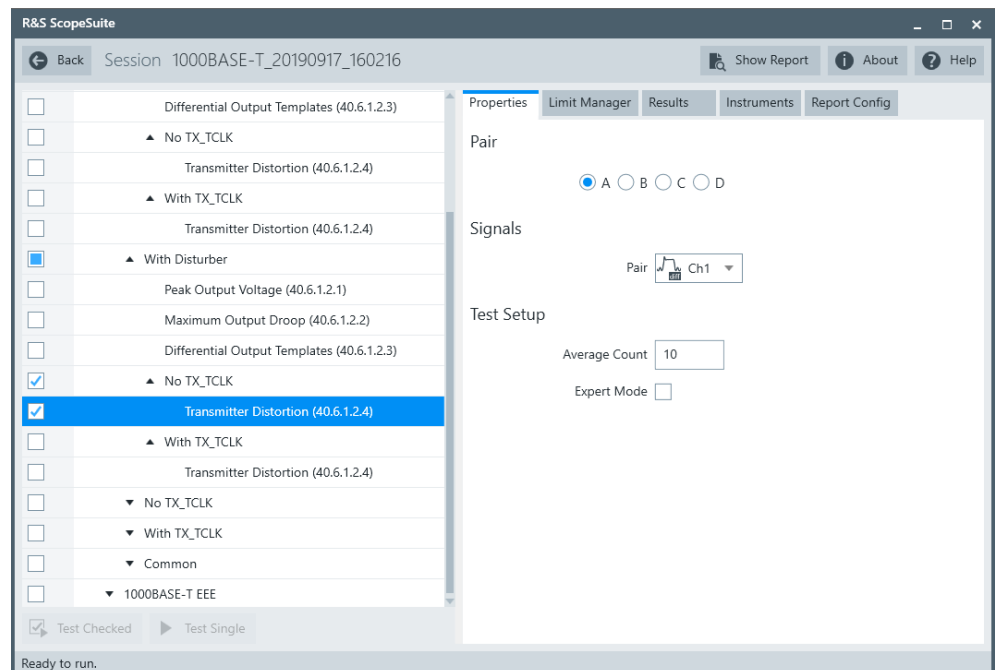 R&S ScopeSuite
Back Session 1000BASE-T_20190917_160216 Show Report About Help
Differential Output Templates (40.6.1.2.3)
No TX_TCLK
Transmitter Distortion (40.6.1.2.4)
With TX_TCLK
Transmitter Distortion (40.6.1.2.4)
With Disturber
Peak Output Voltage (40.6.1.2.1)
Maximum Output Droop (40.6.1.2.2)
Differential Output Templates (40.6.1.2.3)
No TX_TCLK
Transmitter Distortion (40.6.1.2.4)
With TX_TCLK
Transmitter Distortion (40.6.1.2.4)
No TX_TCLK
With TX_TCLK
Common
1000BASE-T EEE
Test Checked Test Single
Properties Limit Manager Results Instruments Report Config
Pair
A B C D
Signals
Pair Ch1
Test Setup
Average Count 10
Expert Mode
Ready to run.